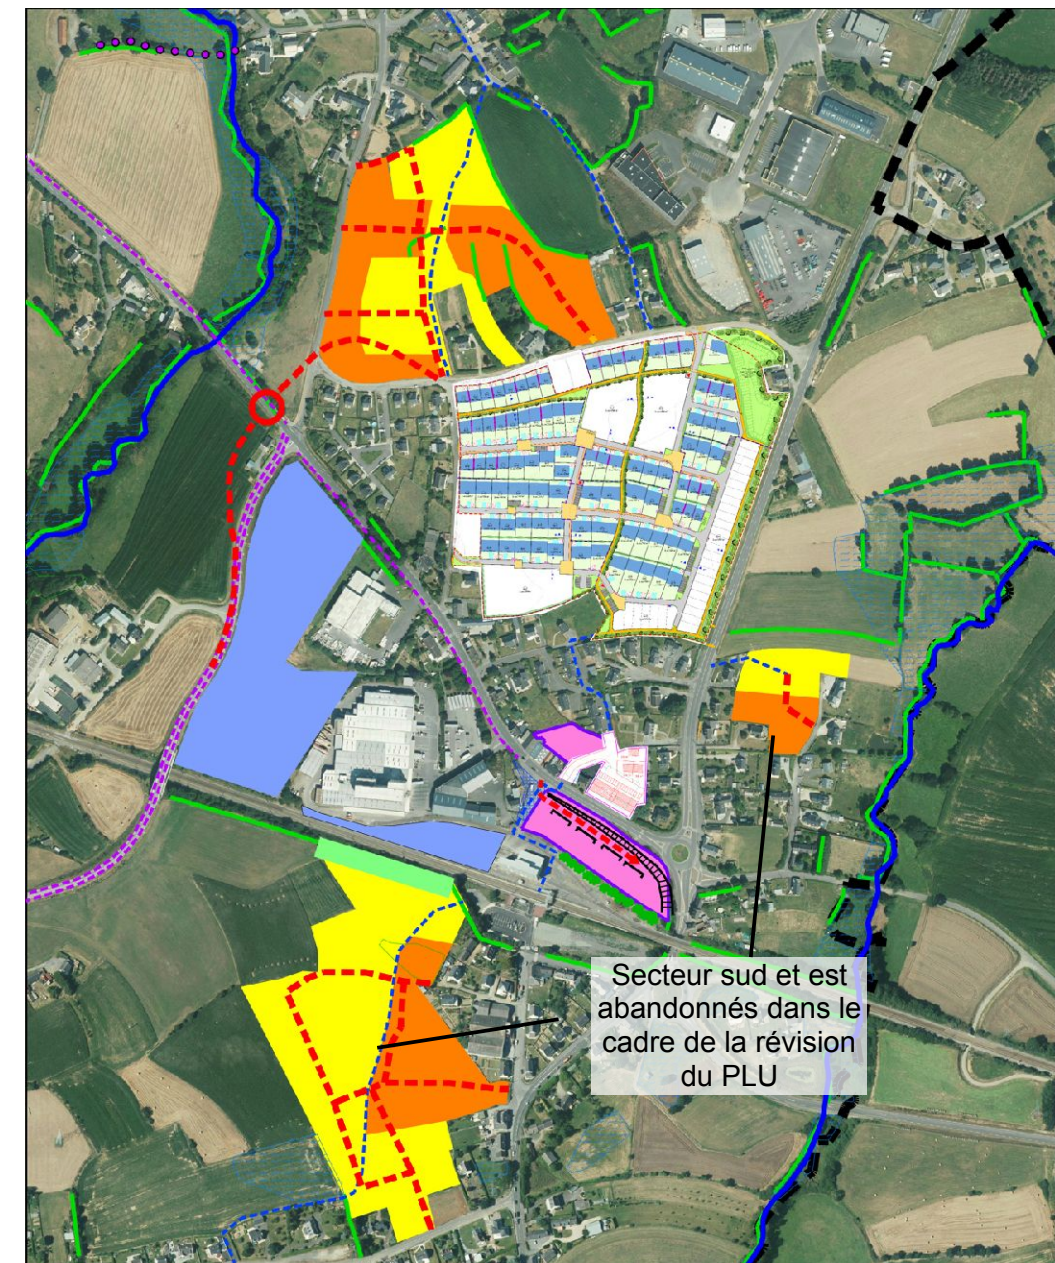 Secteur sud et est
abandonnés dans le
cadre de la révision
du PLU